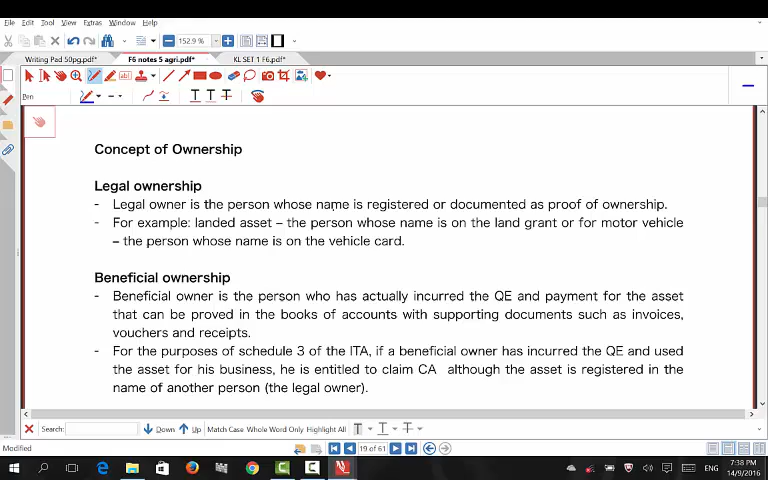 File Edit Tool View Extras Window Help
152.9 %
Writing Pad 50pg.pdf* F6 notes 5 agri.pdf* KL SET 1 F6.pdf*
Pen
Concept of Ownership
Legal ownership
- Legal owner is the person whose name is registered or documented as proof of ownership.
- For example: landed asset – the person whose name is on the land grant or for motor vehicle
– the person whose name is on the vehicle card.
Beneficial ownership
- Beneficial owner is the person who has actually incurred the QE and payment for the asset
that can be proved in the books of accounts with supporting documents such as invoices,
vouchers and receipts.
- For the purposes of schedule 3 of the ITA, if a beneficial owner has incurred the QE and used
the asset for his business, he is entitled to claim CA although the asset is registered in the
name of another person (the legal owner).
Search: Down Up Match Case Whole Word Only Highlight All
Modified 19 of 61
ENG 7:38 PM
14/9/2016